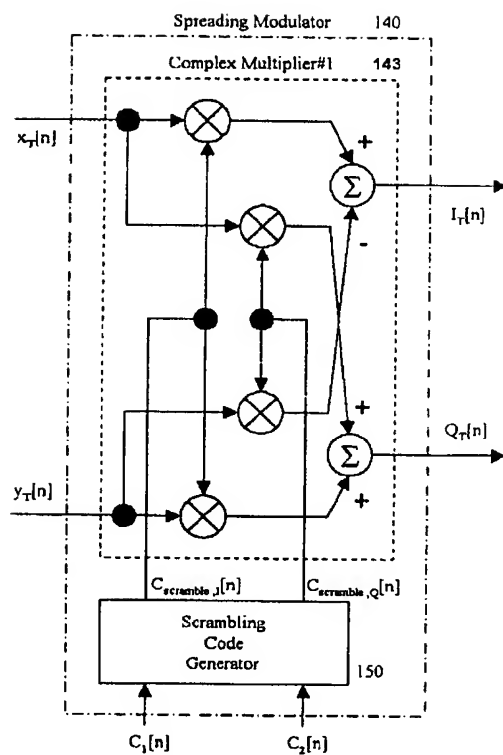 Spreading Modulator 140
Complex Multiplier#1 143
x_T[n]
+
Σ
I_T[n]
-
+
Q_T[n]
Σ
y_T[n]
+
C_scramble,I[n]
C_scramble,Q[n]
Scrambling
Code
Generator
150
C_1[n]
C_2[n]